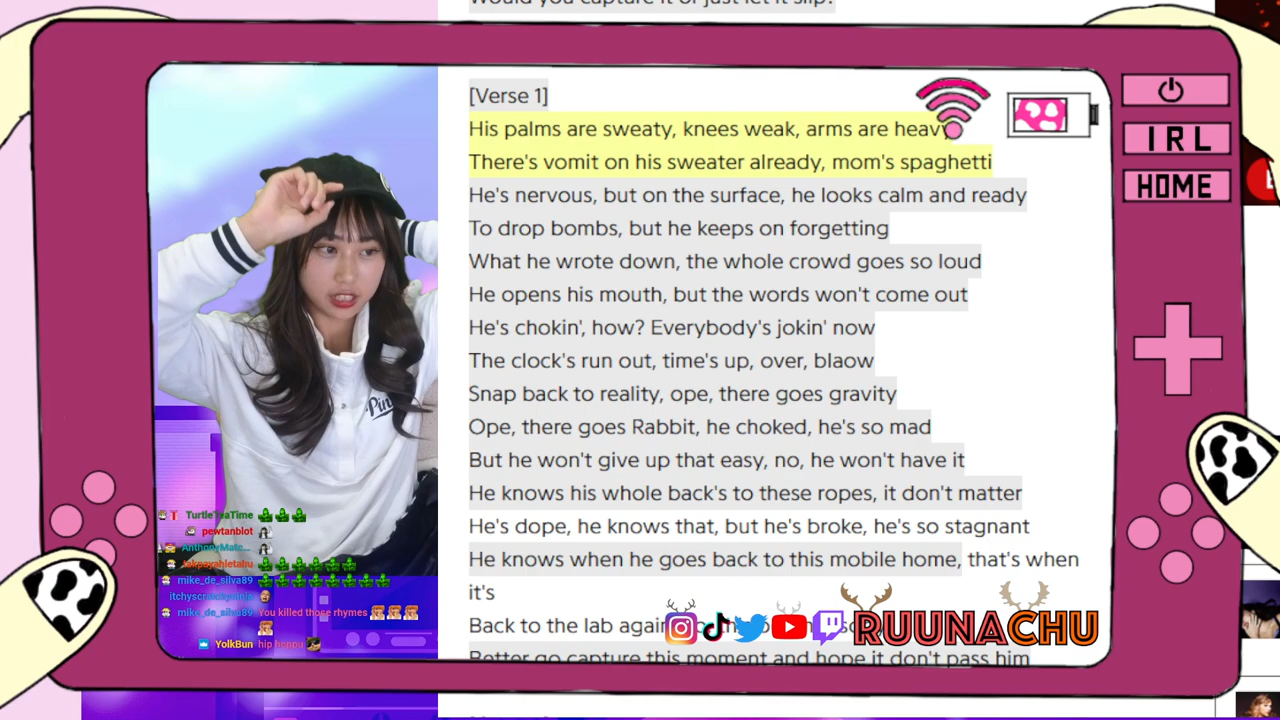 Would you capture it or just let it slip?
[Verse 1]
His palms are sweaty, knees weak, arms are heavy
There's vomit on his sweater already, mom's spaghetti
He's nervous, but on the surface, he looks calm and ready
To drop bombs, but he keeps on forgetting
What he wrote down, the whole crowd goes so loud
He opens his mouth, but the words won't come out
He's chokin', how? Everybody's jokin' now
The clock's run out, time's up, over, blaow
Snap back to reality, ope, there goes gravity
Ope, there goes Rabbit, he choked, he's so mad
But he won't give up that easy, no, he won't have it
He knows his whole back's to these ropes, it don't matter
He's dope, he knows that, but he's broke, he's so stagnant
He knows when he goes back to this mobile home, that's when
it's
Back to the lab again
Better go capture this moment and hope it don't pass him
IRL
HOME
Pin
TurtleTeaTime
pewtanblot
AnthonyMatc...
mike_de_silva89
mike_de_silva89 You killed those rhymes
YolkBun hip hoppu
RUUNACHU